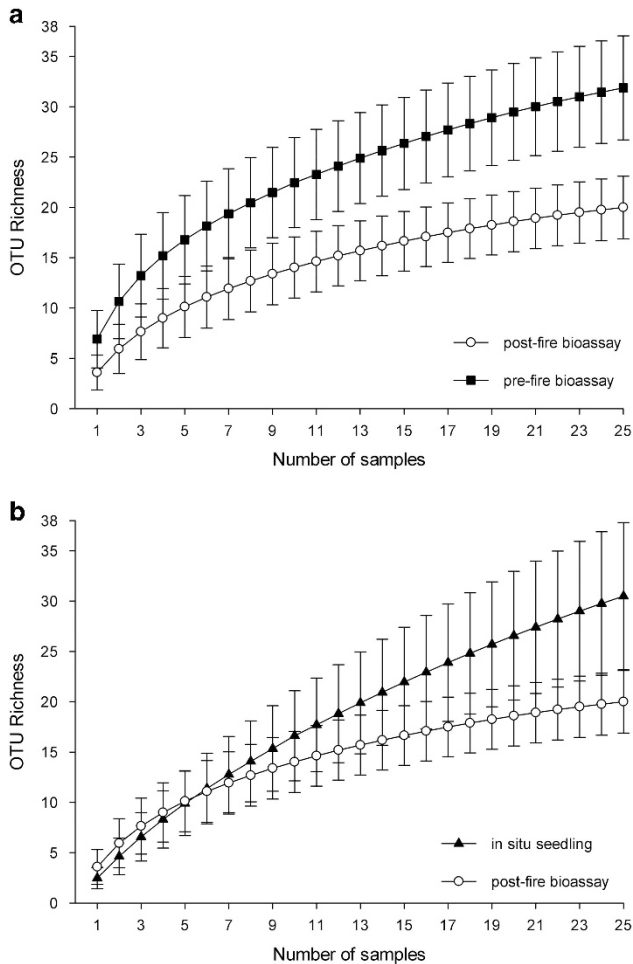 a
38
35
30
25
20
15
10
5
0
OTU Richness
post-fire bioassay
pre-fire bioassay
1 3 5 7 9 11 13 15 17 19 21 23 25
Number of samples
b
38
35
30
25
20
15
10
5
0
OTU Richness
in situ seedling
post-fire bioassay
1 3 5 7 9 11 13 15 17 19 21 23 25
Number of samples